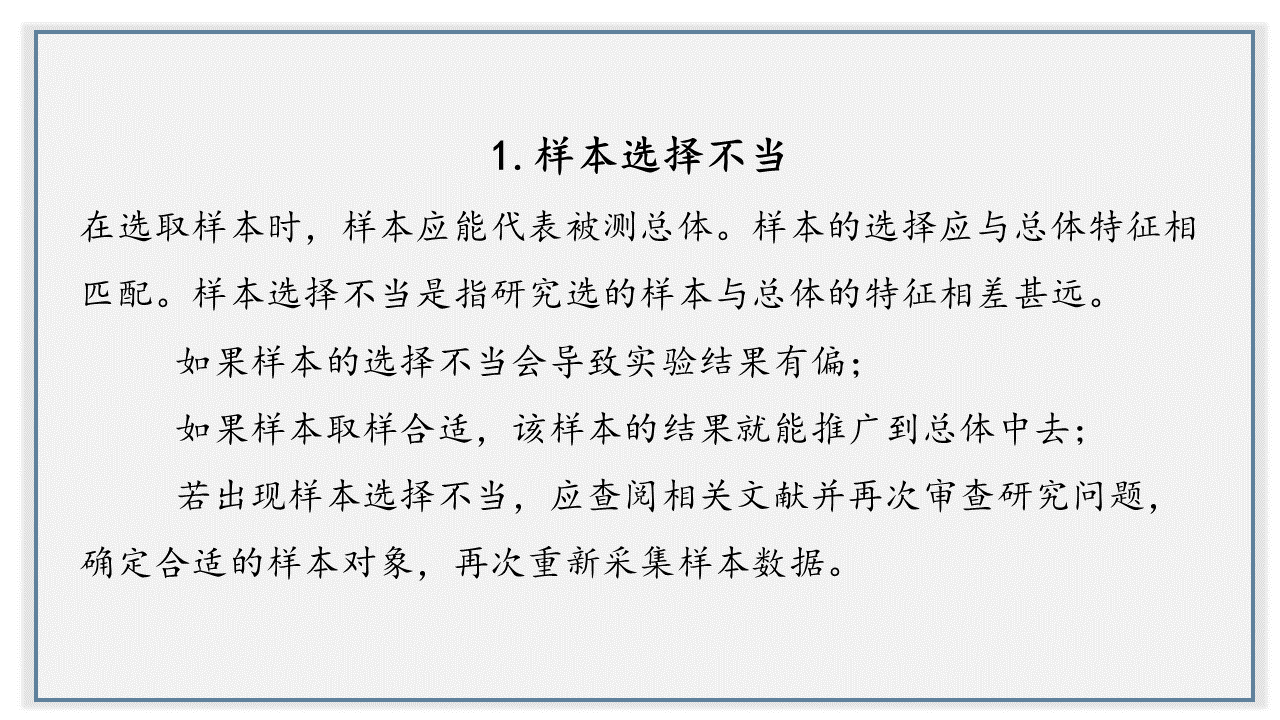 1.样本选择不当
在选取样本时，样本应能代表被测总体。样本的选择应与总体特征相
匹配。样本选择不当是指研究选的样本与总体的特征相差甚远。
如果样本的选择不当会导致实验结果有偏；
如果样本取样合适，该样本的结果就能推广到总体中去；
若出现样本选择不当，应查阅相关文献并再次审查研究问题，
确定合适的样本对象，再次重新采集样本数据。